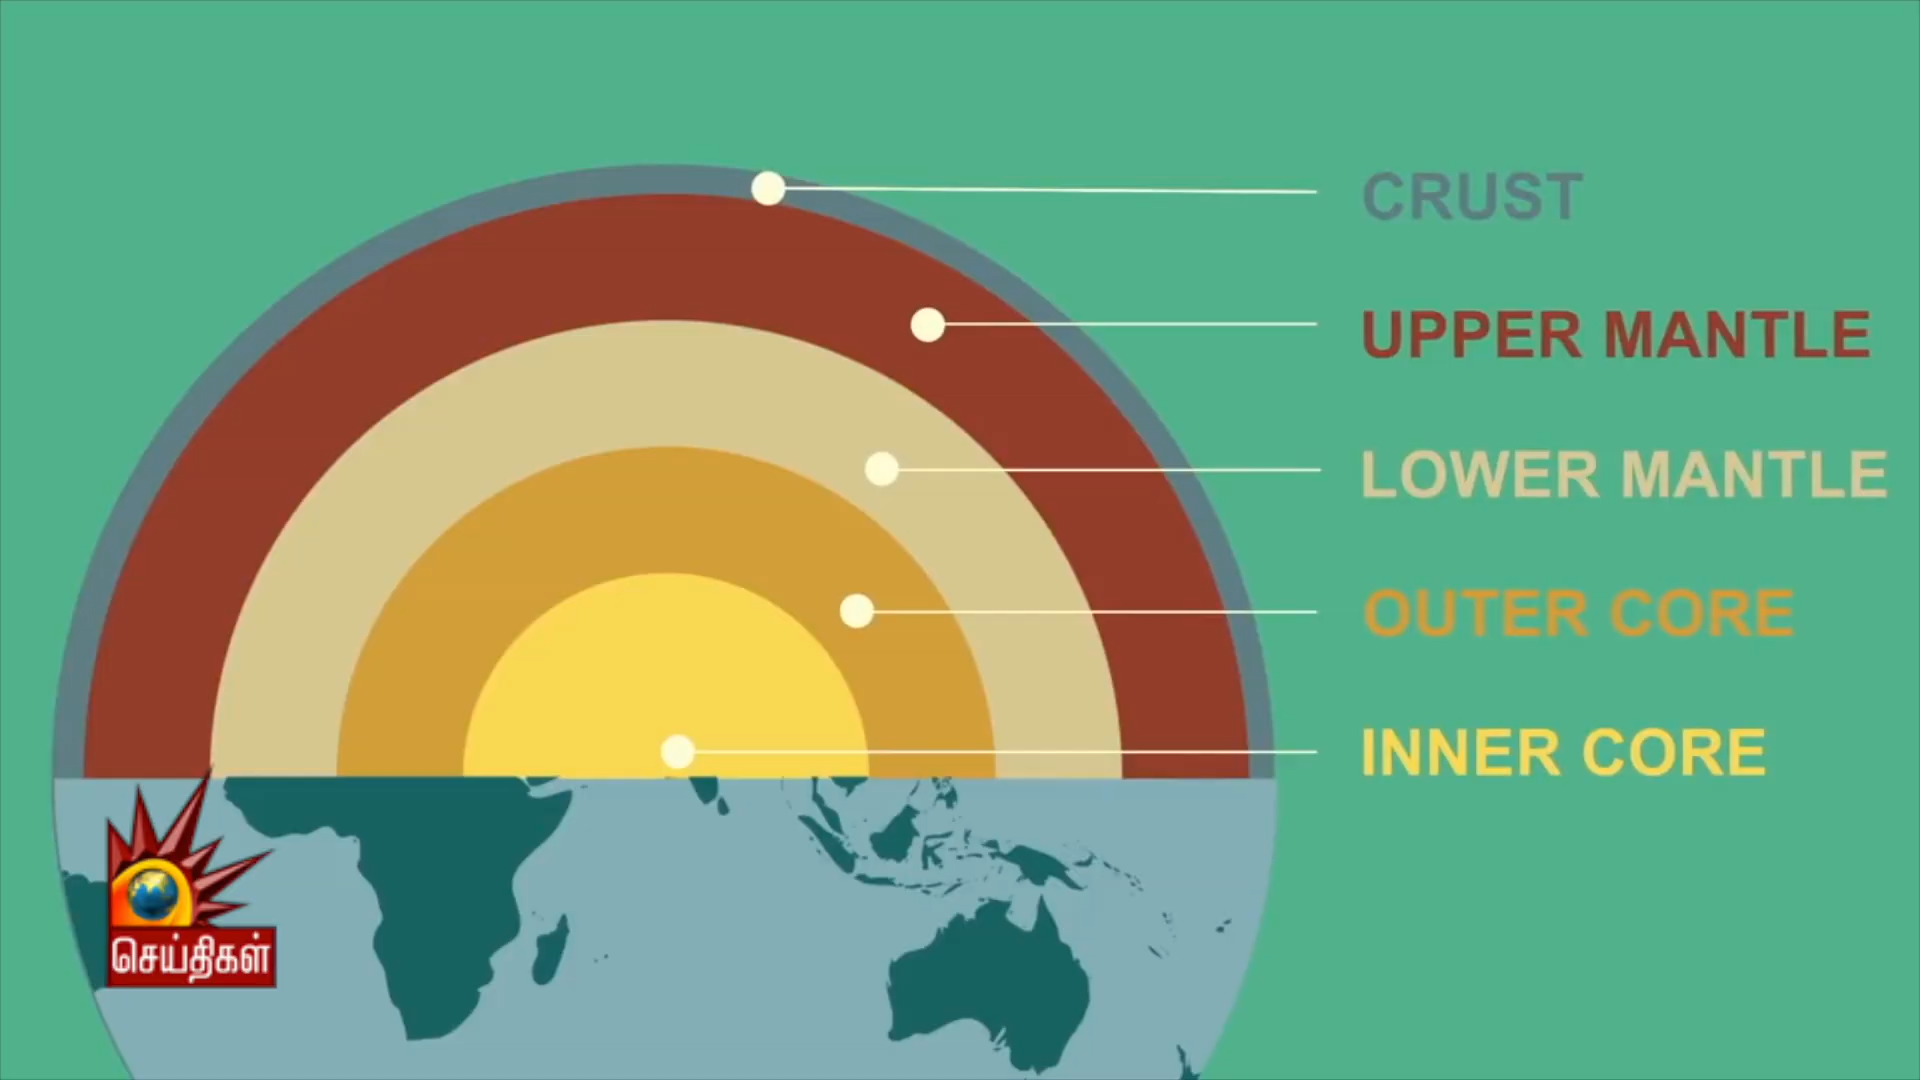 CRUST
UPPER MANTLE
LOWER MANTLE
OUTER CORE
INNER CORE
செய்திகள்